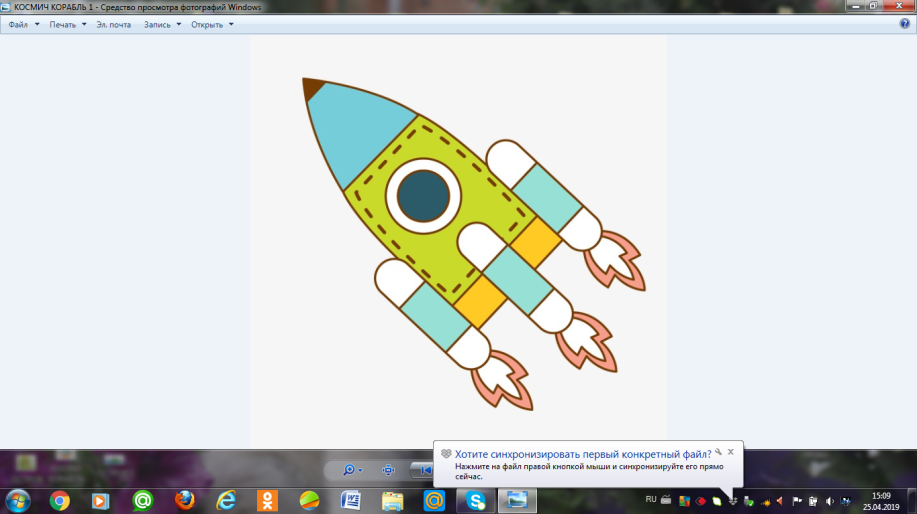 КОСМИЧ КОРАБЛЬ 1 - Средство просмотра фотографий Windows
Файл Печать Эл. почта Запись Открыть
Хотите синхронизировать первый конкретный файл?
Нажмите на файл правой кнопкой мыши и синхронизируйте его прямо
сейчас.
RU
15:09
25.04.2019